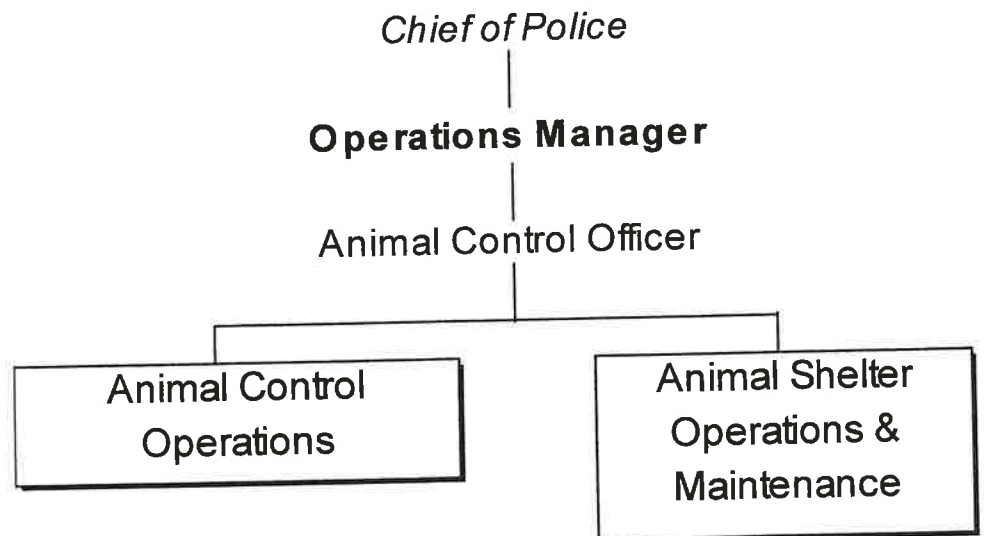 Chief of Police
Operations Manager
Animal Control Officer
Animal Control
Operations
Animal Shelter
Operations &
Maintenance